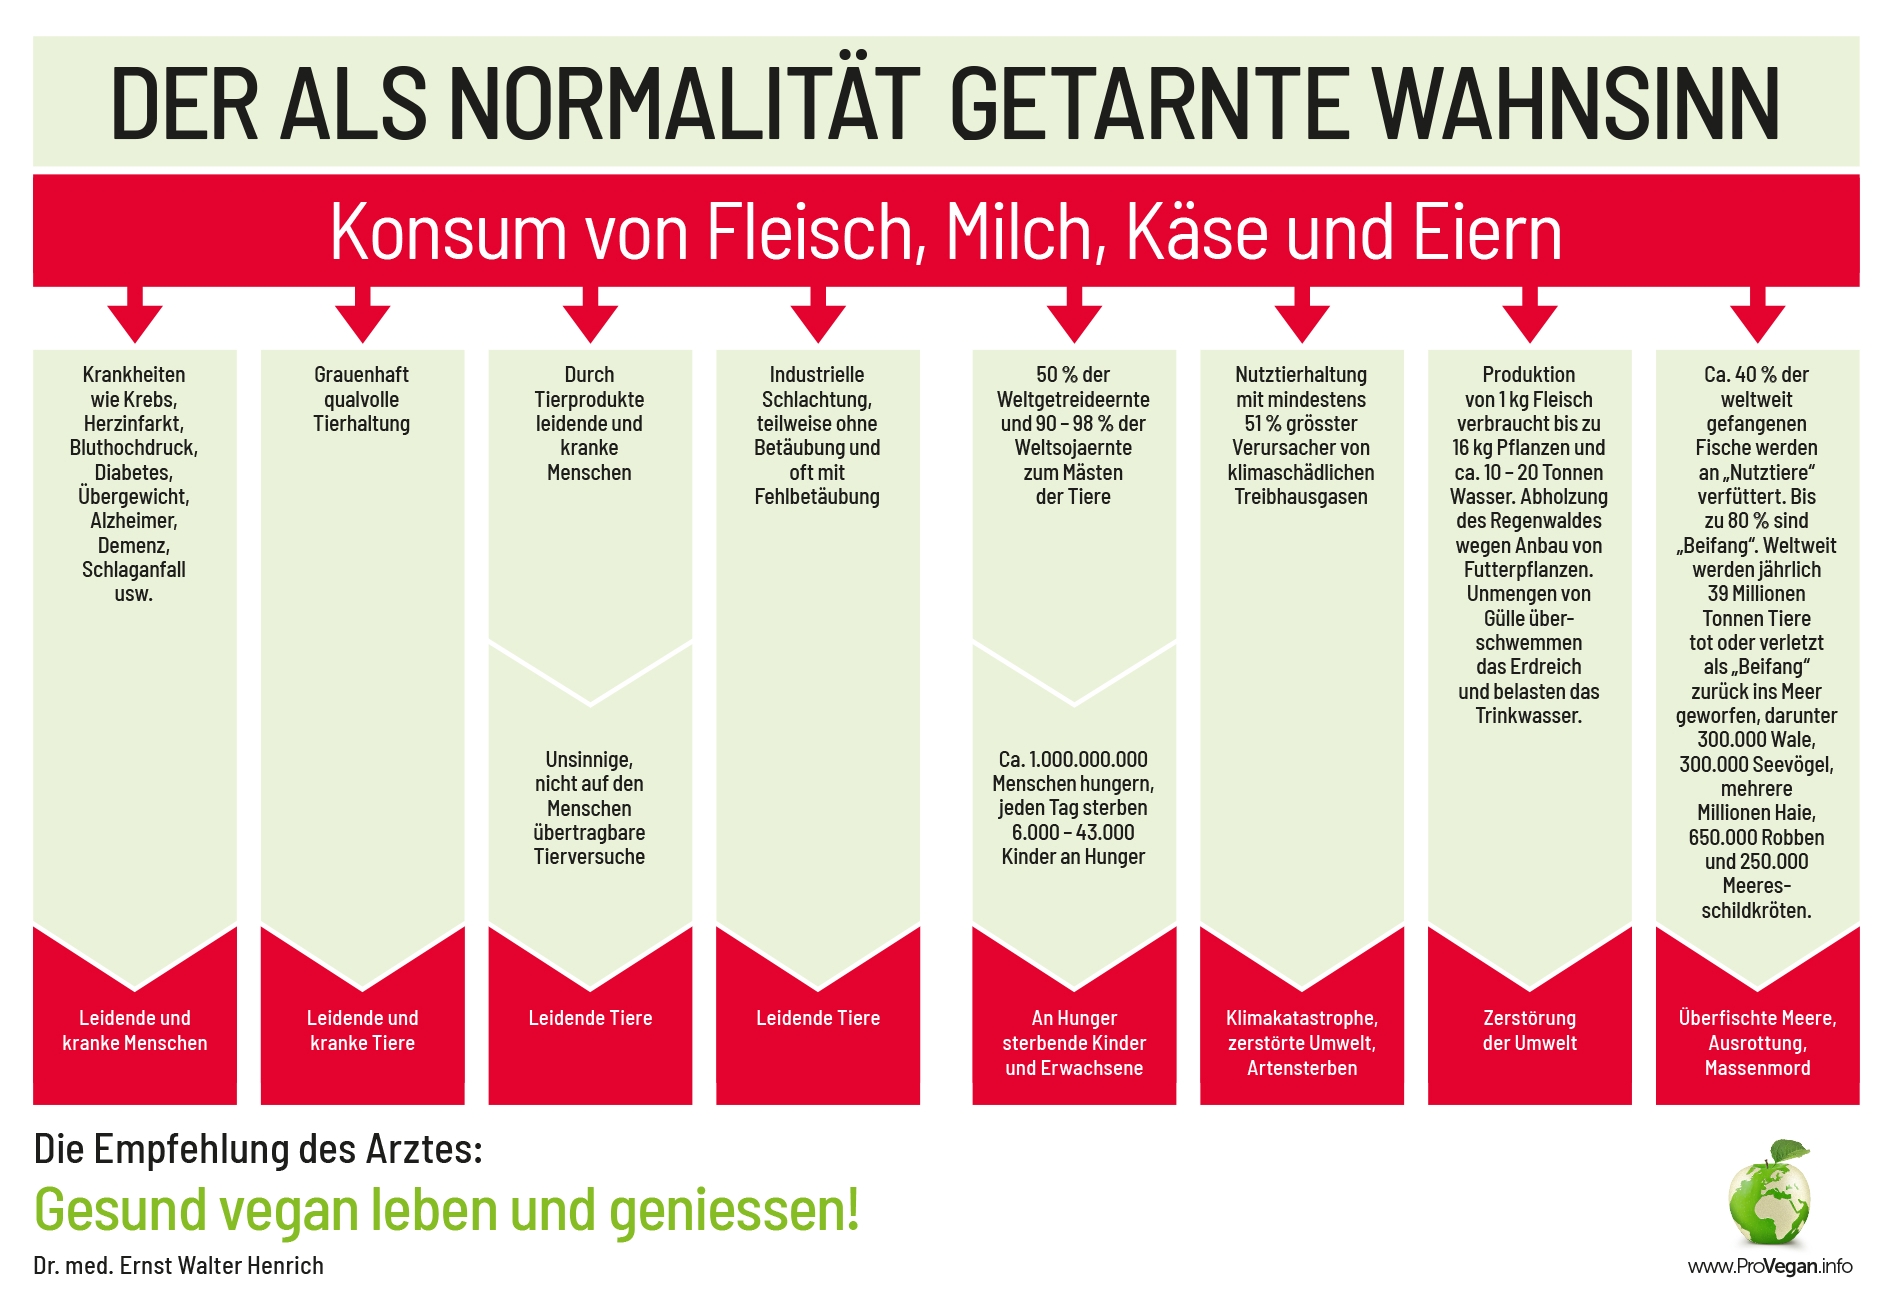 DER ALS NORMALITÄT GETARNTE WAHNSINN
Konsum von Fleisch, Milch, Käse und Eiern
Krankheiten
wie Krebs,
Herzinfarkt,
Bluthochdruck,
Diabetes,
Übergewicht,
Alzheimer,
Demenz,
Schlaganfall
usw.
Leidende und
kranke Menschen
Grauenhaft
qualvolle
Tierhaltung
Leidende und
kranke Tiere
Durch
Tierprodukte
leidende und
kranke
Menschen
Unsinnige,
nicht auf den
Menschen
übertragbare
Tierversuche
Leidende Tiere
Industrielle
Schlachtung,
teilweise ohne
Betäubung und
oft mit
Fehlbetäubung
Leidende Tiere
50 % der
Weltgetreideernte
und 90 – 98 % der
Weltsojaernte
zum Mästen
der Tiere
Ca. 1.000.000.000
Menschen hungern,
jeden Tag sterben
6.000 – 43.000
Kinder an Hunger
An Hunger
sterbende Kinder
und Erwachsene
Nutztierhaltung
mit mindestens
51 % grösster
Verursacher von
klimaschädlichen
Treibhausgasen
Klimakatastrophe,
zerstörte Umwelt,
Artensterben
Produktion
von 1 kg Fleisch
verbraucht bis zu
16 kg Pflanzen und
ca. 10 – 20 Tonnen
Wasser. Abholzung
des Regenwaldes
wegen Anbau von
Futterpflanzen.
Unmengen von
Gülle über-
schwemmen
das Erdreich
und belasten das
Trinkwasser.
Zerstörung
der Umwelt
Ca. 40 % der
weltweit
gefangenen
Fische werden
an „Nutztiere“
verfüttert. Bis
zu 80 % sind
„Beifang“. Weltweit
werden jährlich
39 Millionen
Tonnen Tiere
tot oder verletzt
als „Beifang“
zurück ins Meer
geworfen, darunter
300.000 Wale,
300.000 Seevögel,
mehrere
Millionen Haie,
650.000 Robben
und 250.000
Meeres-
schildkröten.
Überfischte Meere,
Ausrottung,
Massenmord
Die Empfehlung des Arztes:
Gesund vegan leben und geniessen!
Dr. med. Ernst Walter Henrich
www.ProVegan.info